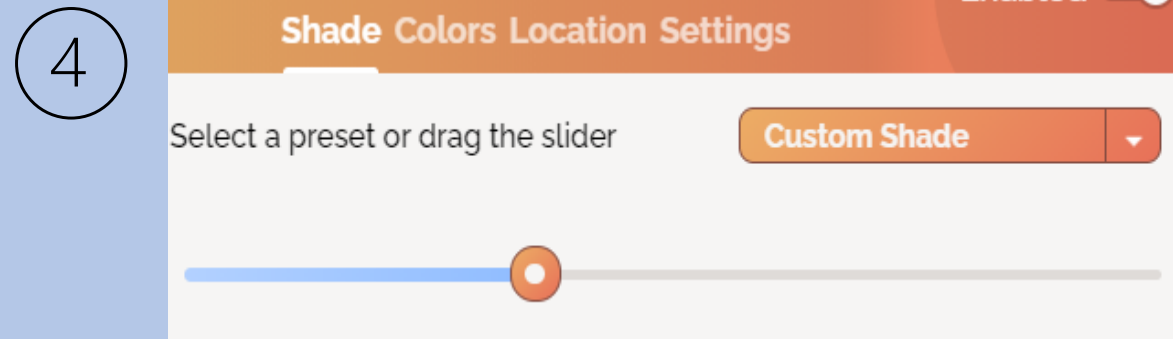 4
Shade Colors Location Settings
Select a preset or drag the slider
Custom Shade